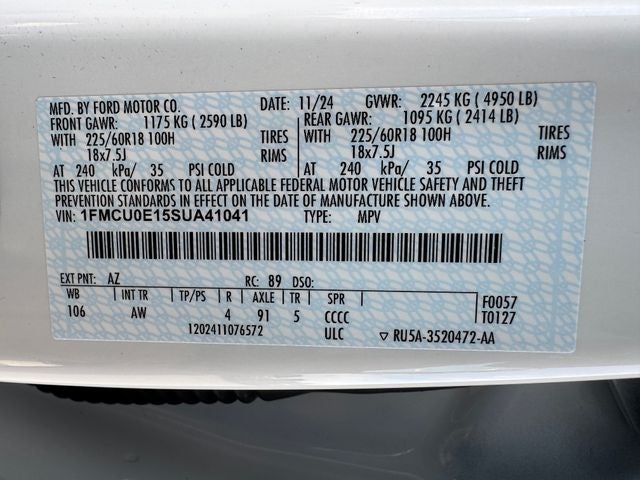 MFD. BY FORD MOTOR CO. DATE: 11/24 GVWR: 2245 KG ( 4950 LB)
FRONT GAWR: 1175 KG ( 2590 LB) REAR GAWR: 1095 KG ( 2414 LB)
WITH 225/60R18 100H TIRES WITH 225/60R18 100H TIRES
18x7.5J RIMS 18x7.5J RIMS
AT 240 kPa/ 35 PSI COLD AT 240 kPa/ 35 PSI COLD
THIS VEHICLE CONFORMS TO ALL APPLICABLE FEDERAL MOTOR VEHICLE SAFETY AND THEFT
PREVENTION STANDARDS IN EFFECT ON THE DATE OF MANUFACTURE SHOWN ABOVE.
VIN: 1FMCU0E15SUA41041 TYPE: MPV
EXT PNT: AZ RC: 89 DSO:
WB INT TR TP/PS R AXLE TR SPR F0057
106 AW 4 91 5 CCCC T0127
1202411076572 ULC ▽ RU5A-3520472-AA